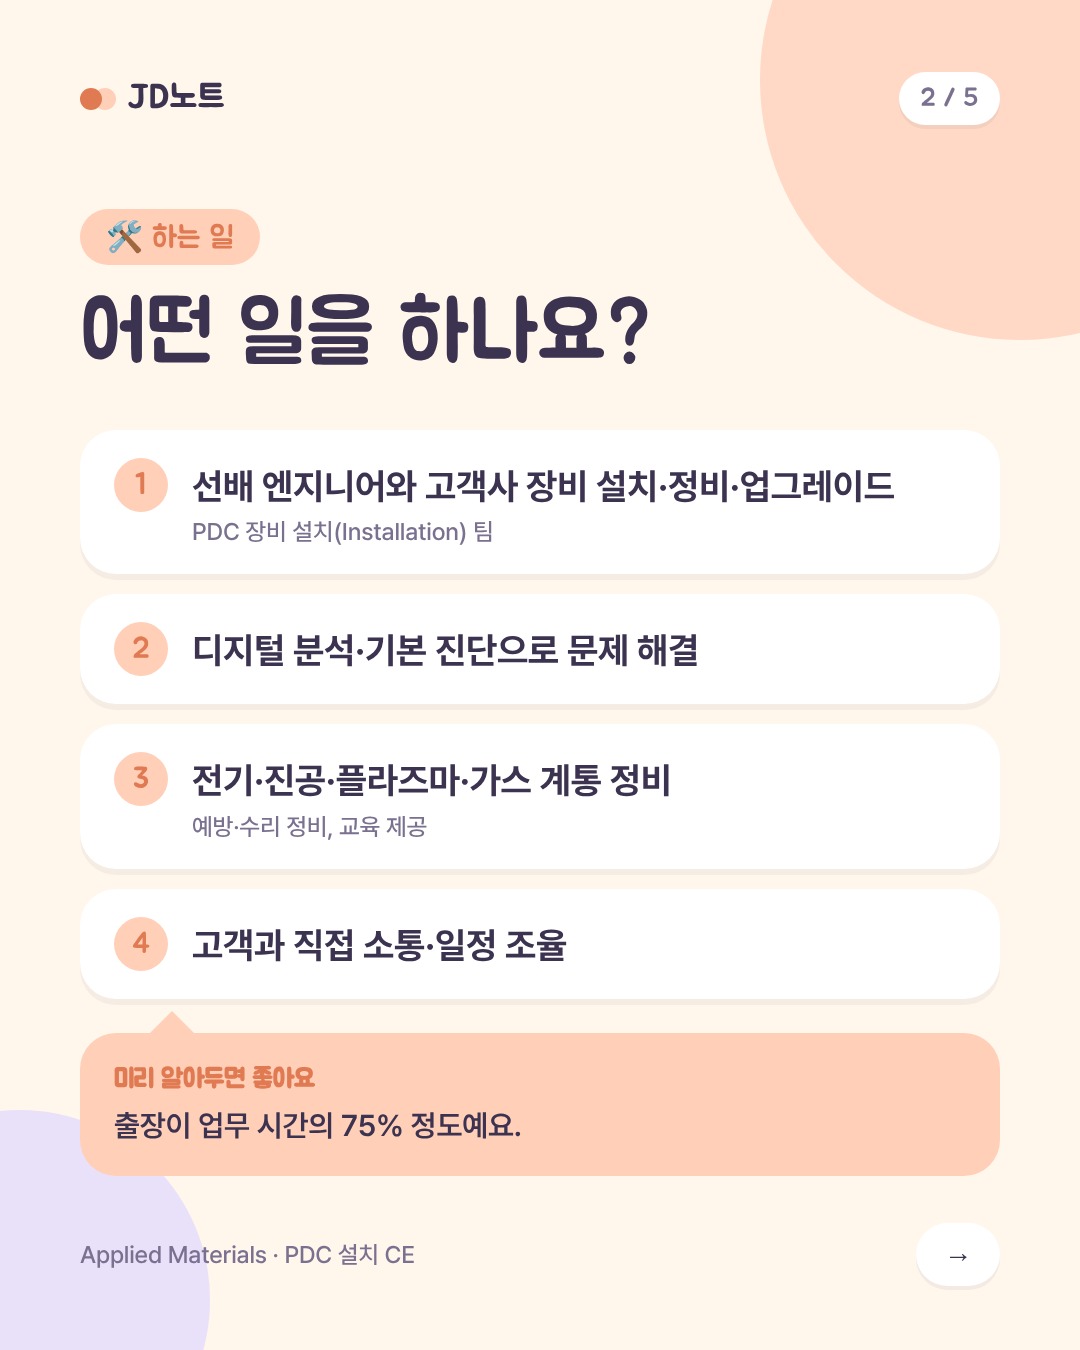 JD노트
2 / 5
🛠️ 하는 일
어떤 일을 하나요?
1
선배 엔지니어와 고객사 장비 설치·정비·업그레이드
PDC 장비 설치(Installation) 팀
2
디지털 분석·기본 진단으로 문제 해결
3
전기·진공·플라즈마·가스 계통 정비
예방·수리 정비, 교육 제공
4
고객과 직접 소통·일정 조율
미리 알아두면 좋아요
출장이 업무 시간의 75% 정도예요.
Applied Materials · PDC 설치 CE
→